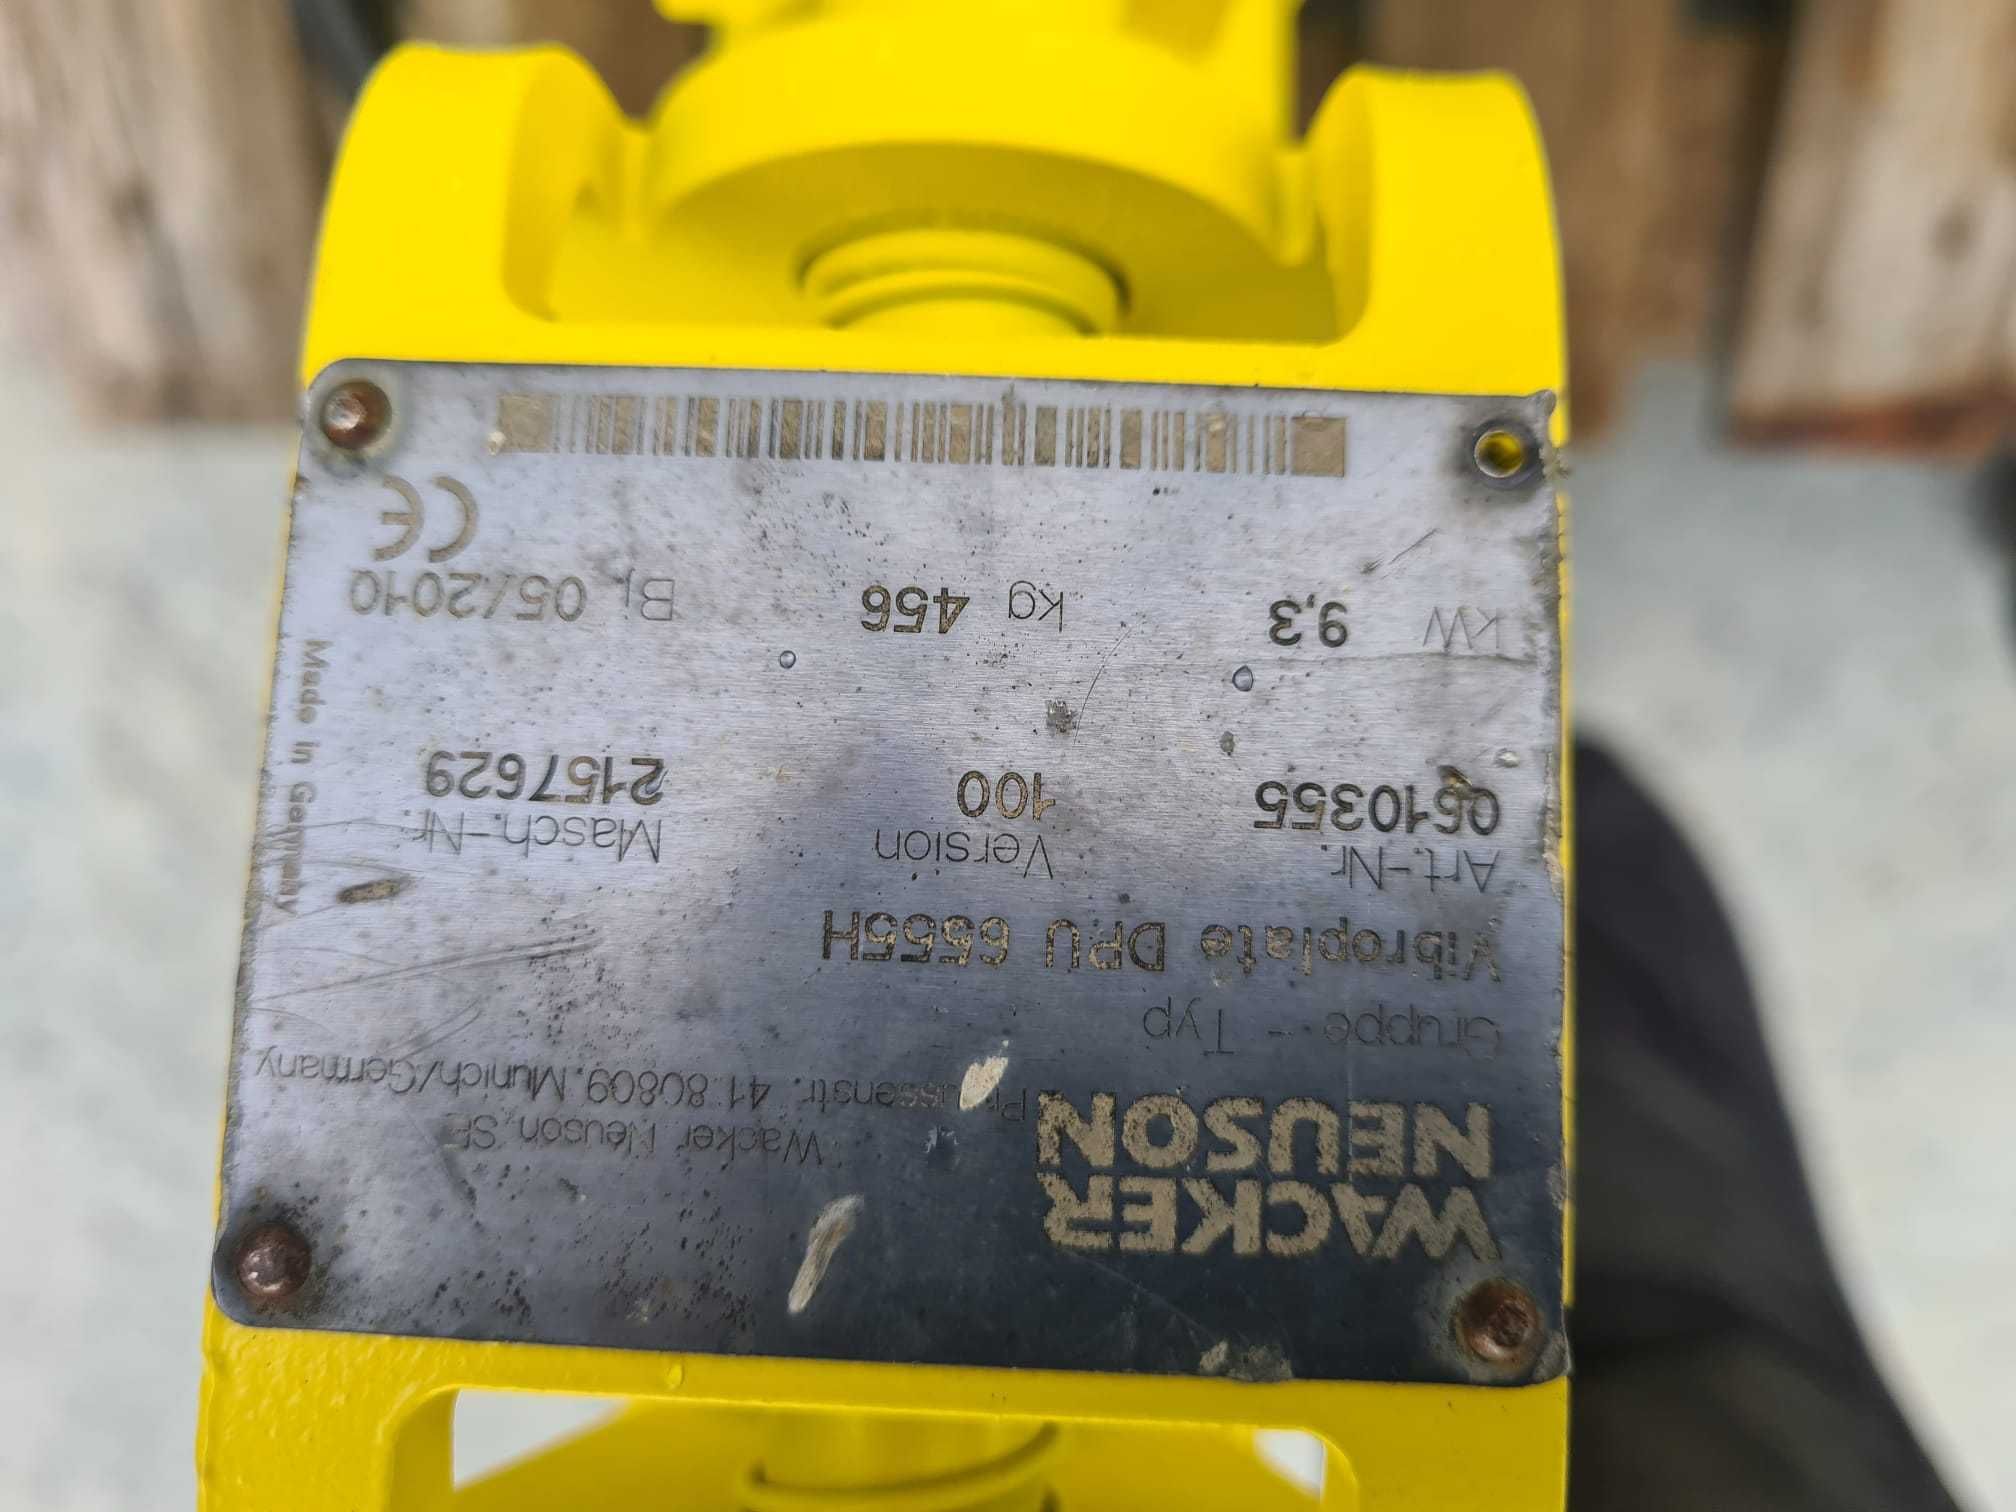 WACKER
NEUSON
Wacker Neuson SE
Preussenstr. 41 80809 Munich/Germany
Gruppe - Typ
Vibroplate DPU 6555H
Art.-Nr. Version Masch.-Nr.
0610355 100 21577629
kW 9,3 kg 456 Bj. 05/2010
CE
Made in Germany